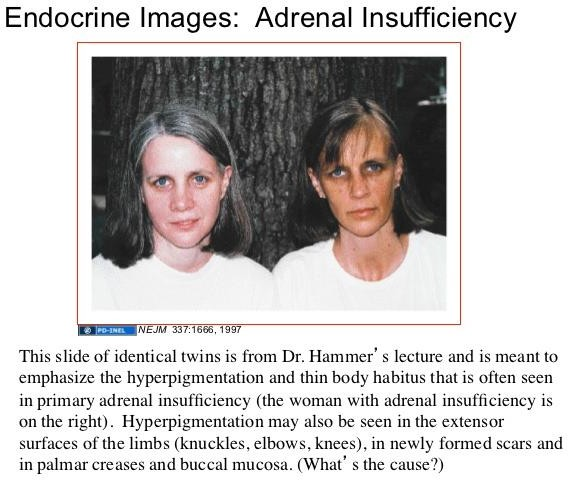 Endocrine Images:  Adrenal Insufficiency
PD-INEL NEJM 337:1666, 1997
This slide of identical twins is from Dr. Hammer’s lecture and is meant to
emphasize the hyperpigmentation and thin body habitus that is often seen
in primary adrenal insufficiency (the woman with adrenal insufficiency is
on the right).  Hyperpigmentation may also be seen in the extensor
surfaces of the limbs (knuckles, elbows, knees), in newly formed scars and
in palmar creases and buccal mucosa. (What’s the cause?)